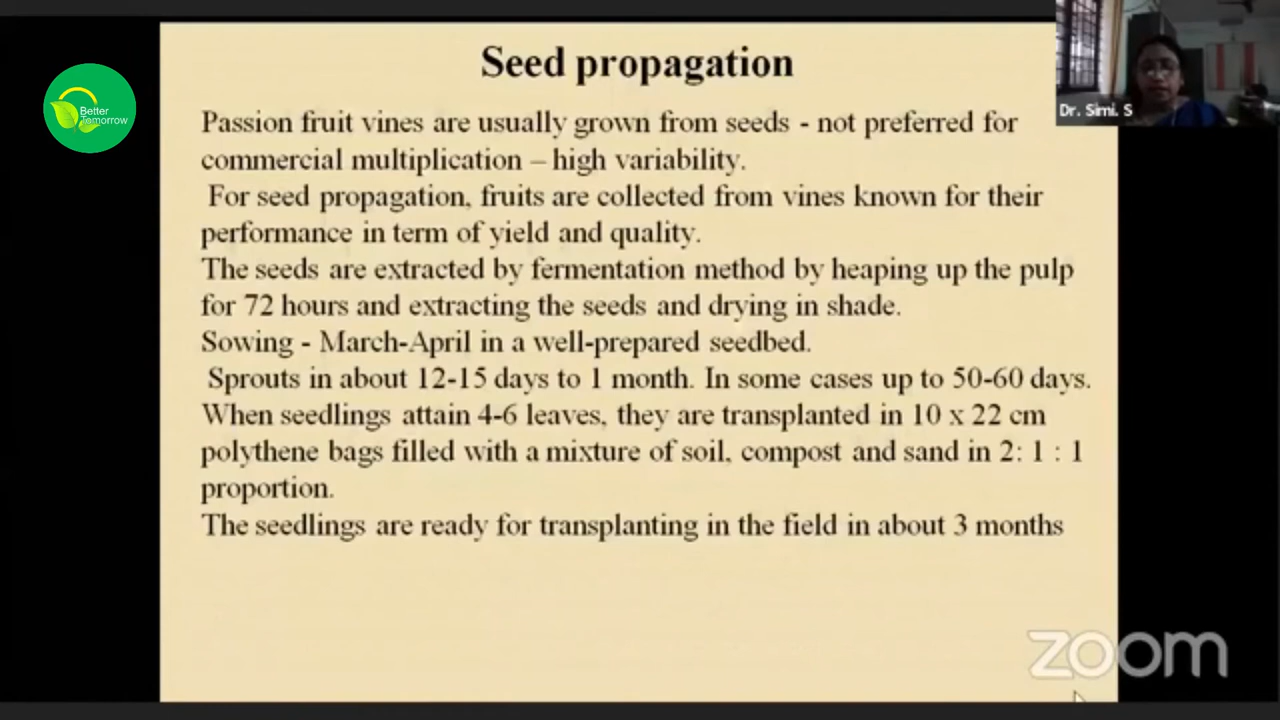 Seed propagation
Better
Tomorrow
Dr. Simi. S
Passion fruit vines are usually grown from seeds - not preferred for
commercial multiplication – high variability.
For seed propagation, fruits are collected from vines known for their
performance in term of yield and quality.
The seeds are extracted by fermentation method by heaping up the pulp
for 72 hours and extracting the seeds and drying in shade.
Sowing - March-April in a well-prepared seedbed.
Sprouts in about 12-15 days to 1 month. In some cases up to 50-60 days.
When seedlings attain 4-6 leaves, they are transplanted in 10 x 22 cm
polythene bags filled with a mixture of soil, compost and sand in 2: 1 : 1
proportion.
The seedlings are ready for transplanting in the field in about 3 months
zoom